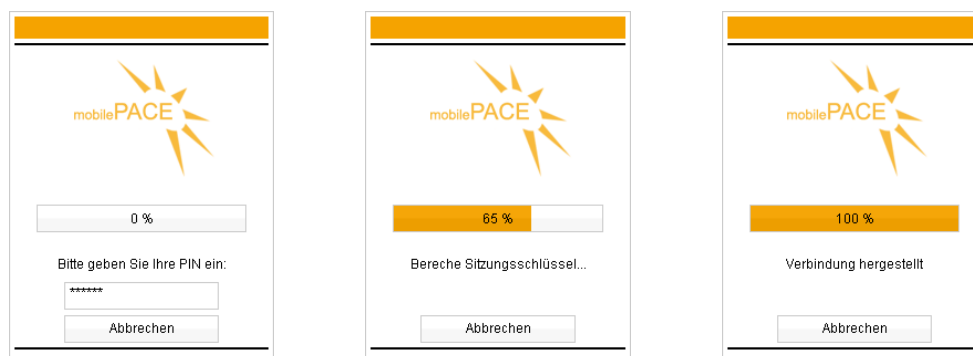 mobilePACE
0 %
Bitte geben Sie Ihre PIN ein:
******
Abbrechen
mobilePACE
65 %
Bereche Sitzungsschlüssel...
Abbrechen
mobilePACE
100 %
Verbindung hergestellt
Abbrechen